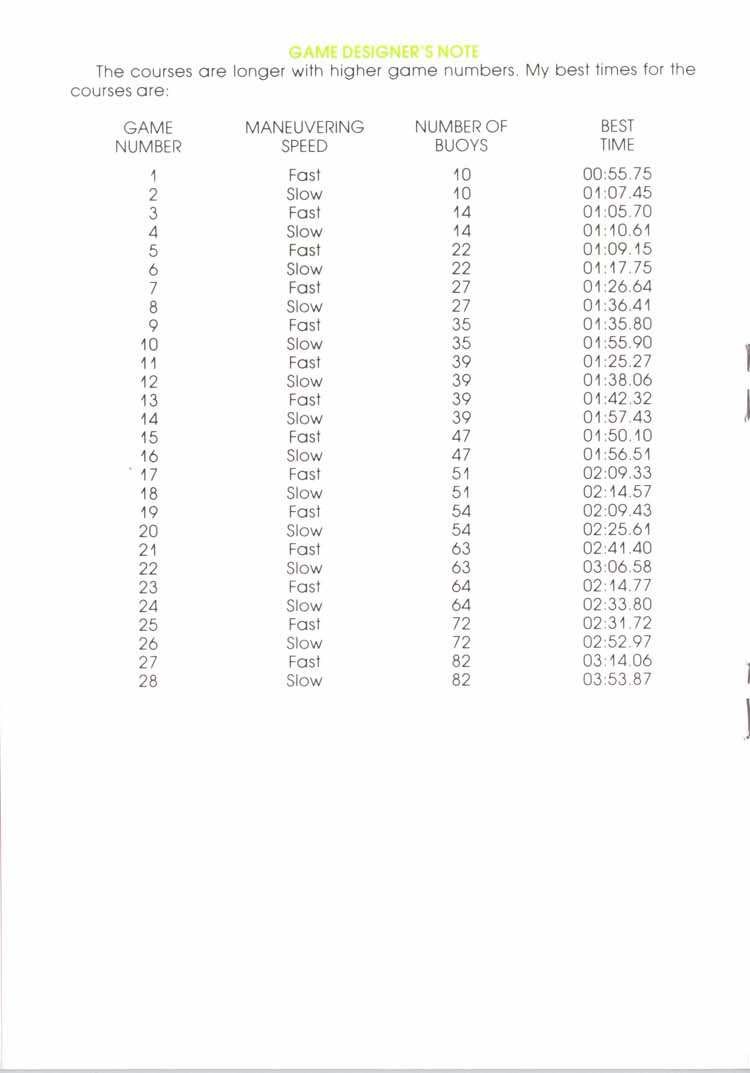 GAME DESIGNER'S NOTE
The courses are longer with higher game numbers. My best times for the
courses are:
GAME MANEUVERING NUMBER OF BEST
NUMBER SPEED BUOYS TIME
1 Fast 10 00:55.75
2 Slow 10 01:07.45
3 Fast 14 01:05.70
4 Slow 14 01:10.61
5 Fast 22 01:09.15
6 Slow 22 01:17.75
7 Fast 27 01:26.64
8 Slow 27 01:36.41
9 Fast 35 01:35.80
10 Slow 35 01:55.90
11 Fast 39 01:25.27
12 Slow 39 01:38.06
13 Fast 39 01:42.32
14 Slow 39 01:57.43
15 Fast 47 01:50.10
16 Slow 47 01:56.51
17 Fast 51 02:09.33
18 Slow 51 02:14.57
19 Fast 54 02:09.43
20 Slow 54 02:25.61
21 Fast 63 02:41.40
22 Slow 63 03:06.58
23 Fast 64 02:14.77
24 Slow 64 02:33.80
25 Fast 72 02:31.72
26 Slow 72 02:52.97
27 Fast 82 03:14.06
28 Slow 82 03:53.87